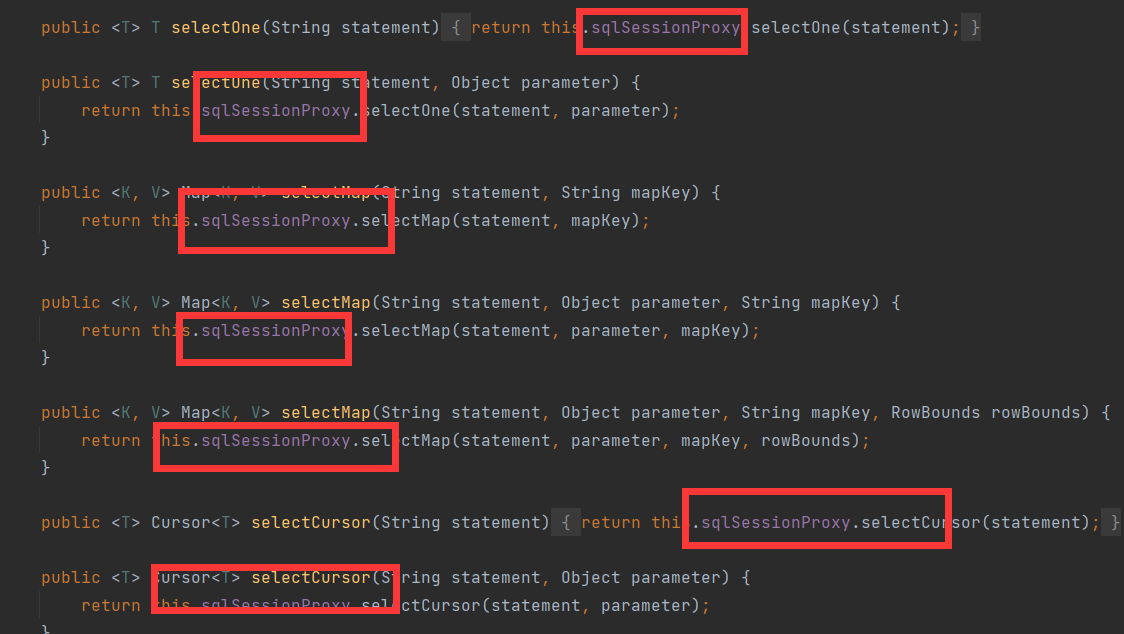 public <T> T selectOne(String statement) { return this.sqlSessionProxy.selectOne(statement); }
public <T> T selectOne(String statement, Object parameter) {
return this.sqlSessionProxy.selectOne(statement, parameter);
}
public <K, V> Map<K, V> selectMap(String statement, String mapKey) {
return this.sqlSessionProxy.selectMap(statement, mapKey);
}
public <K, V> Map<K, V> selectMap(String statement, Object parameter, String mapKey) {
return this.sqlSessionProxy.selectMap(statement, parameter, mapKey);
}
public <K, V> Map<K, V> selectMap(String statement, Object parameter, String mapKey, RowBounds rowBounds) {
return this.sqlSessionProxy.selectMap(statement, parameter, mapKey, rowBounds);
}
public <T> Cursor<T> selectCursor(String statement) { return this.sqlSessionProxy.selectCursor(statement); }
public <T> Cursor<T> selectCursor(String statement, Object parameter) {
return this.sqlSessionProxy.selectCursor(statement, parameter);
}